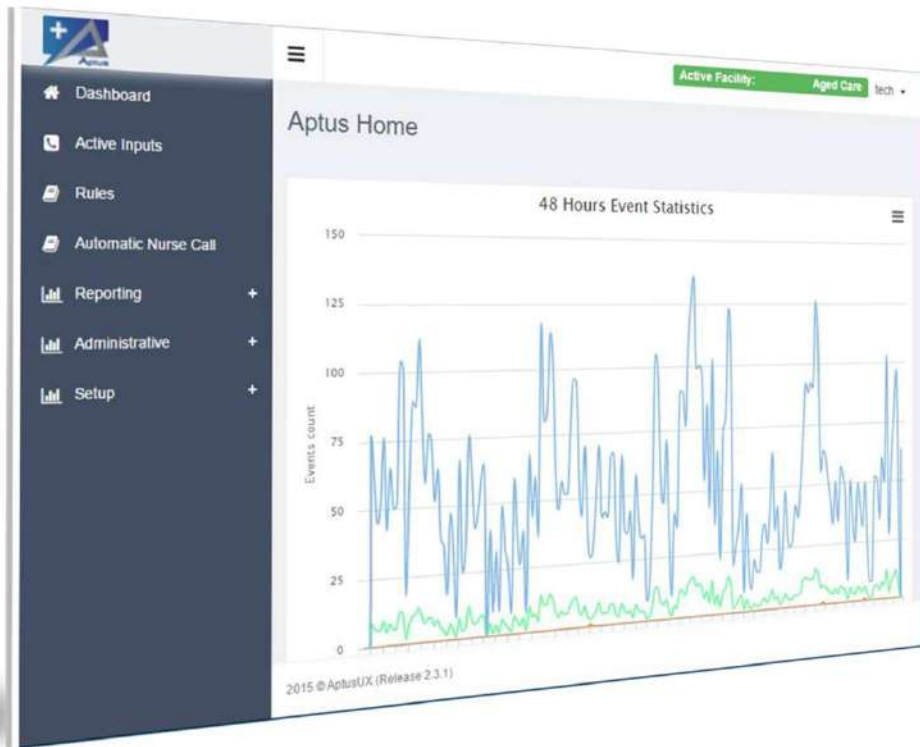 Aptus
Dashboard
Active Inputs
Rules
Automatic Nurse Call
Reporting +
Administrative +
Setup +
Active Facility: Aged Care tech
Aptus Home
48 Hours Event Statistics
Events count
150
125
100
75
50
25
0
2015 © AptusUX (Release 2.3.1)